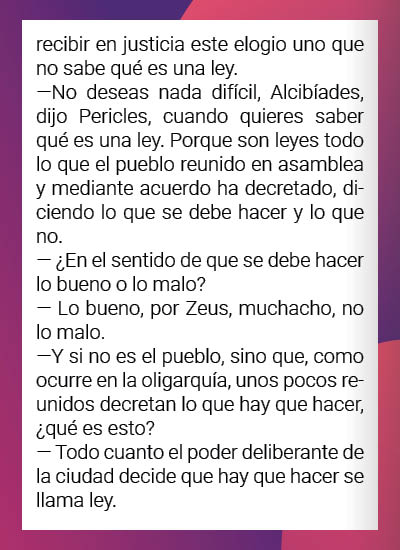 recibir en justicia este elogio uno que
no sabe qué es una ley.
—No deseas nada difícil, Alcibíades,
dijo Pericles, cuando quieres saber
qué es una ley. Porque son leyes todo
lo que el pueblo reunido en asamblea
y mediante acuerdo ha decretado, di-
ciendo lo que se debe hacer y lo que
no.
— ¿En el sentido de que se debe hacer
lo bueno o lo malo?
— Lo bueno, por Zeus, muchacho, no
lo malo.
—Y si no es el pueblo, sino que, como
ocurre en la oligarquía, unos pocos re-
unidos decretan lo que hay que hacer,
¿qué es esto?
— Todo cuanto el poder deliberante de
la ciudad decide que hay que hacer se
llama ley.